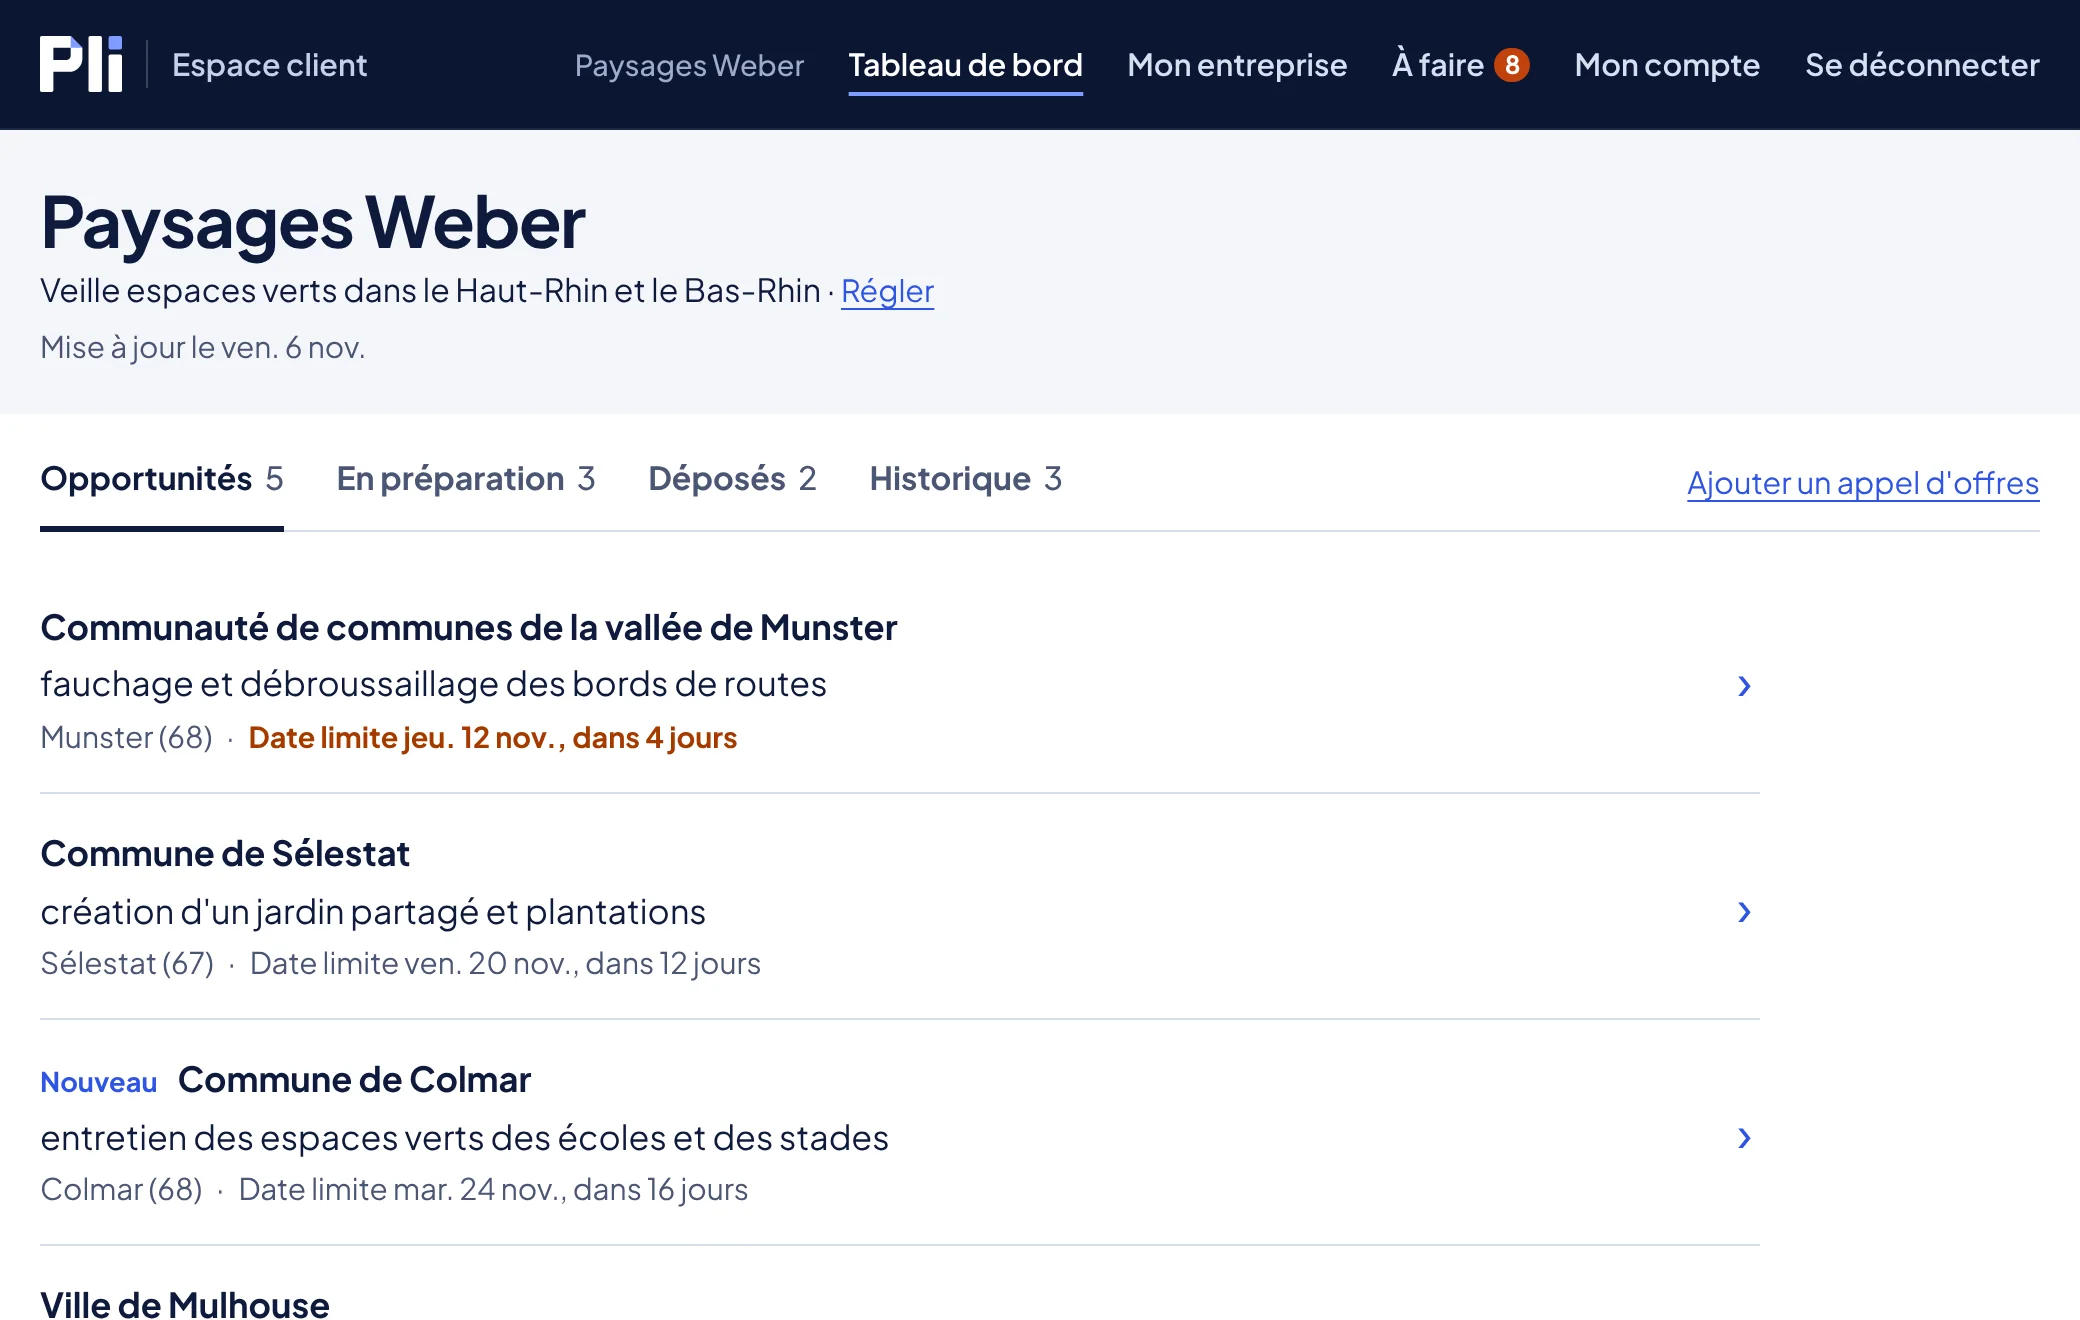 Pli Espace client Paysages Weber Tableau de bord Mon entreprise À faire 8 Mon compte Se déconnecter
Paysages Weber
Veille espaces verts dans le Haut-Rhin et le Bas-Rhin · Régler
Mise à jour le ven. 6 nov.
Opportunités 5 En préparation 3 Déposés 2 Historique 3 Ajouter un appel d'offres
Communauté de communes de la vallée de Munster
fauchage et débroussaillage des bords de routes
Munster (68) · Date limite jeu. 12 nov., dans 4 jours
Commune de Sélestat
création d'un jardin partagé et plantations
Sélestat (67) · Date limite ven. 20 nov., dans 12 jours
Nouveau Commune de Colmar
entretien des espaces verts des écoles et des stades
Colmar (68) · Date limite mar. 24 nov., dans 16 jours
Ville de Mulhouse